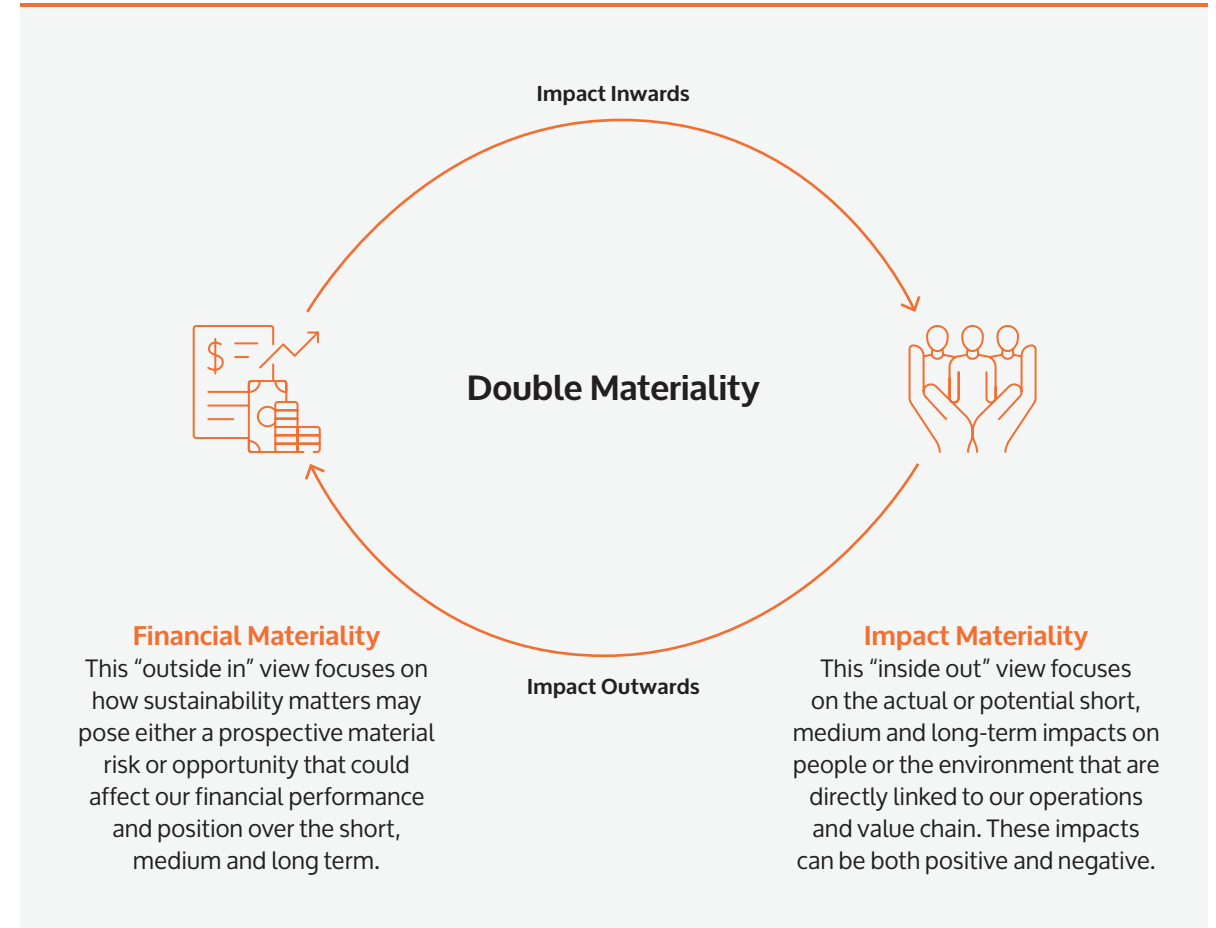 Impact Inwards
$
Double Materiality
Financial Materiality
This “outside in” view focuses on
how sustainability matters may
pose either a prospective material
risk or opportunity that could
affect our financial performance
and position over the short,
medium and long term.
Impact Outwards
Impact Materiality
This “inside out” view focuses
on the actual or potential short,
medium and long-term impacts on
people or the environment that are
directly linked to our operations
and value chain. These impacts
can be both positive and negative.